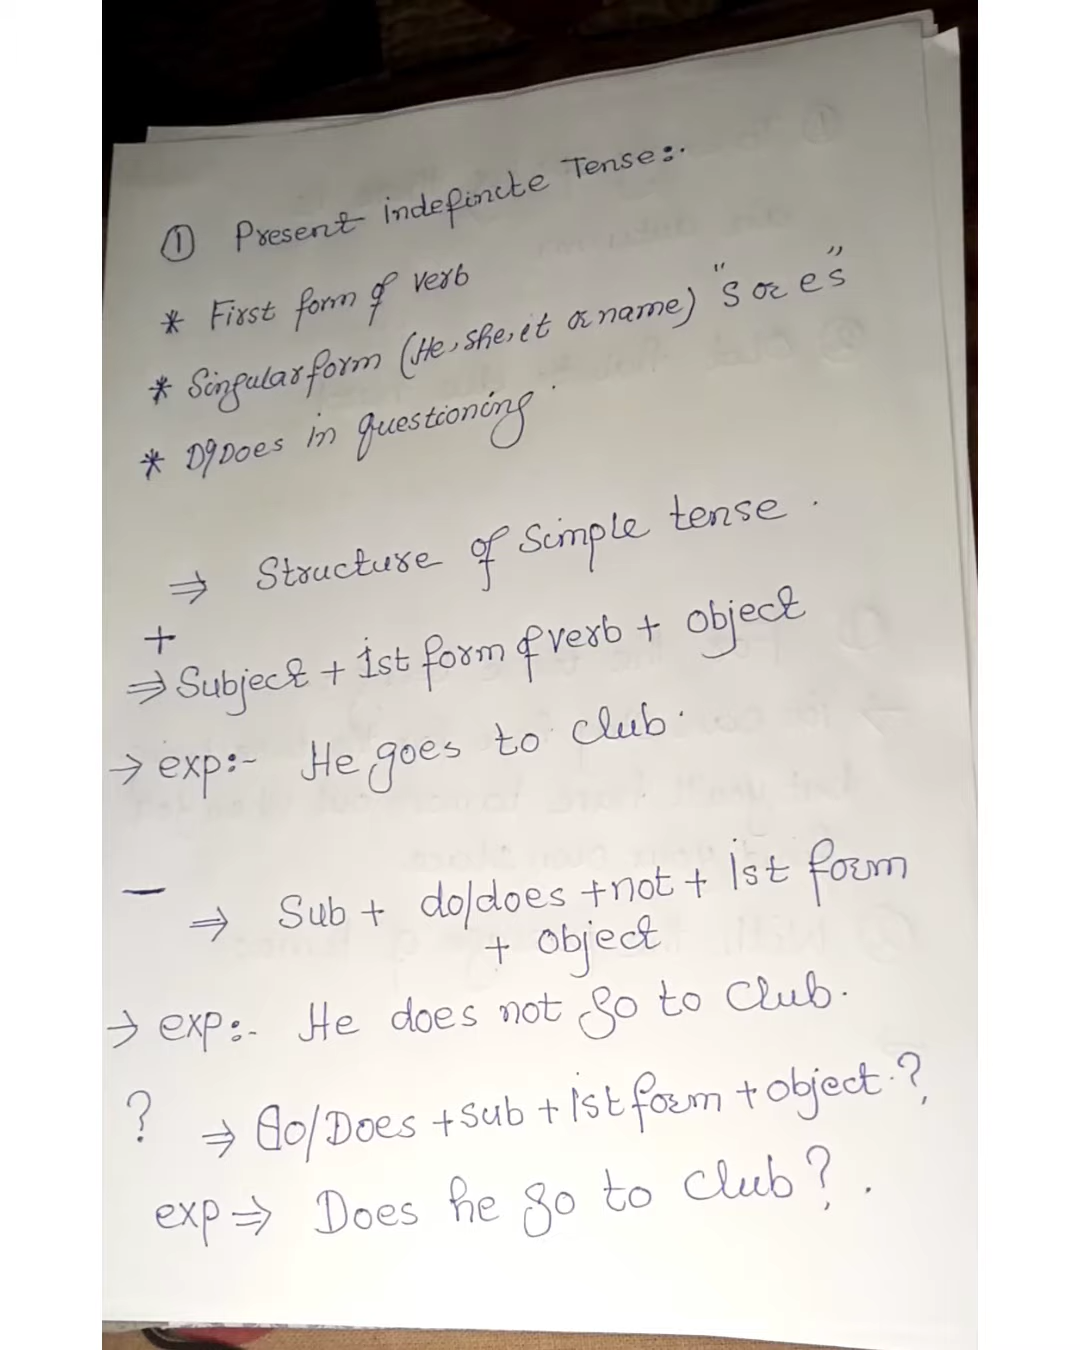 ① Present indefincte Tense:.
* First form of verb
* Singular form (He, she, it or name) "s or es"
* Do/Does in questioning.
⇒ Structure of Simple tense.
+
⇒ Subject + 1st form of verb + object
→ exp:- He goes to club.
—
⇒ Sub + do/does + not + 1st form
+ object
→ exp:- He does not go to club.
? ⇒ Do/Does + sub + 1st form + object.?
exp ⇒ Does he go to club?.